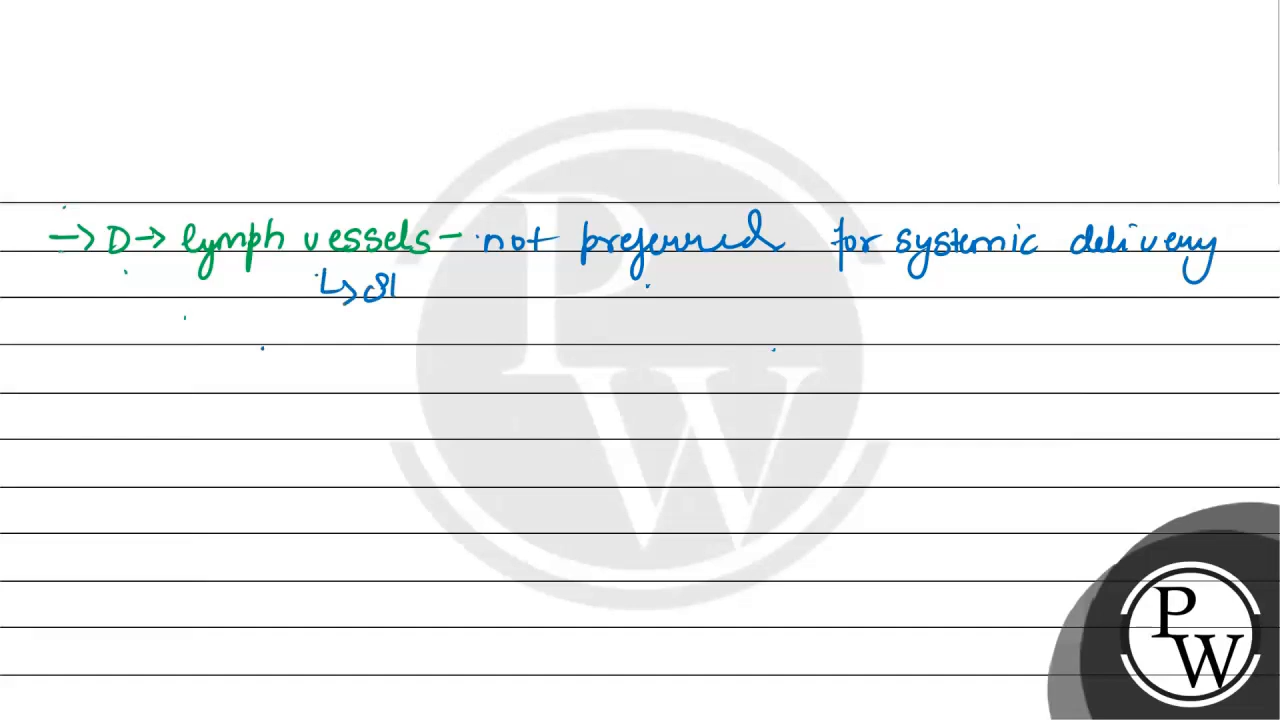 → D → lymph vessels - not preferred for systemic delivery
↳
P
W
P
W